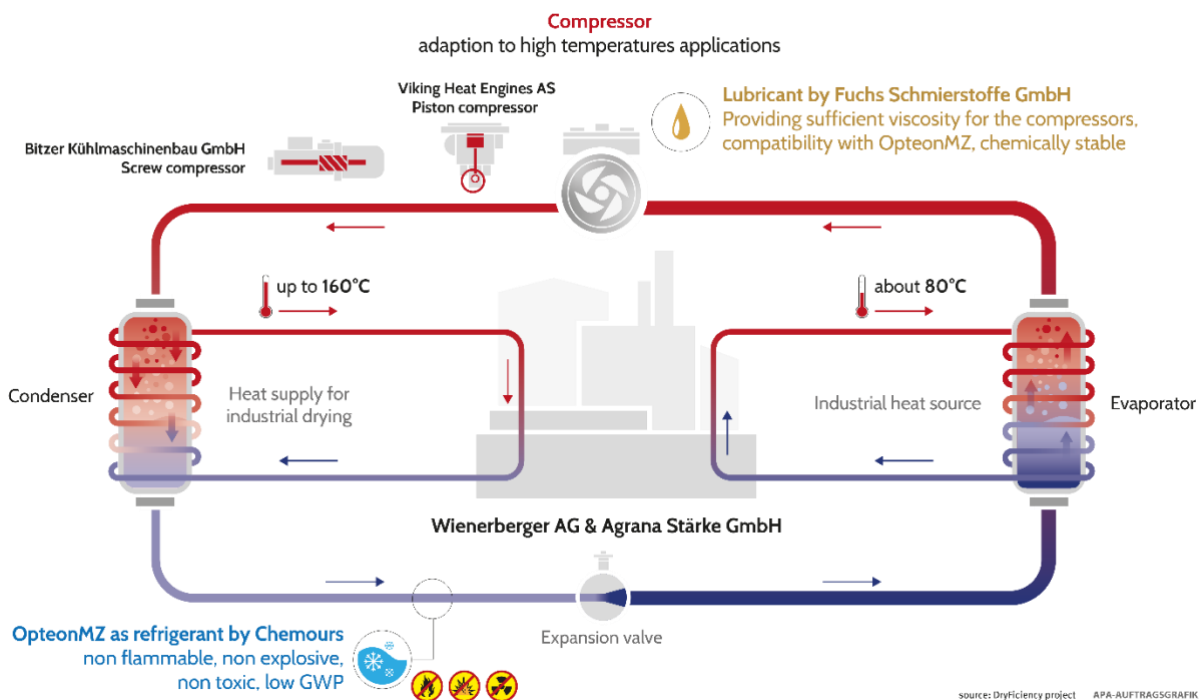 Compressor
adaption to high temperatures applications
Viking Heat Engines AS
Piston compressor
Lubricant by Fuchs Schmierstoffe GmbH
Providing sufficient viscosity for the compressors,
compatibility with OpteonMZ, chemically stable
Bitzer Kühlmaschinenbau GmbH
Screw compressor
up to 160°C
about 80°C
Condenser
Heat supply for
industrial drying
Industrial heat source
Evaporator
Wienerberger AG & Agrana Stärke GmbH
Expansion valve
OpteonMZ as refrigerant by Chemours
non flammable, non explosive,
non toxic, low GWP
source: Dryficiency project APA-AUFTRAGSGRAFIK